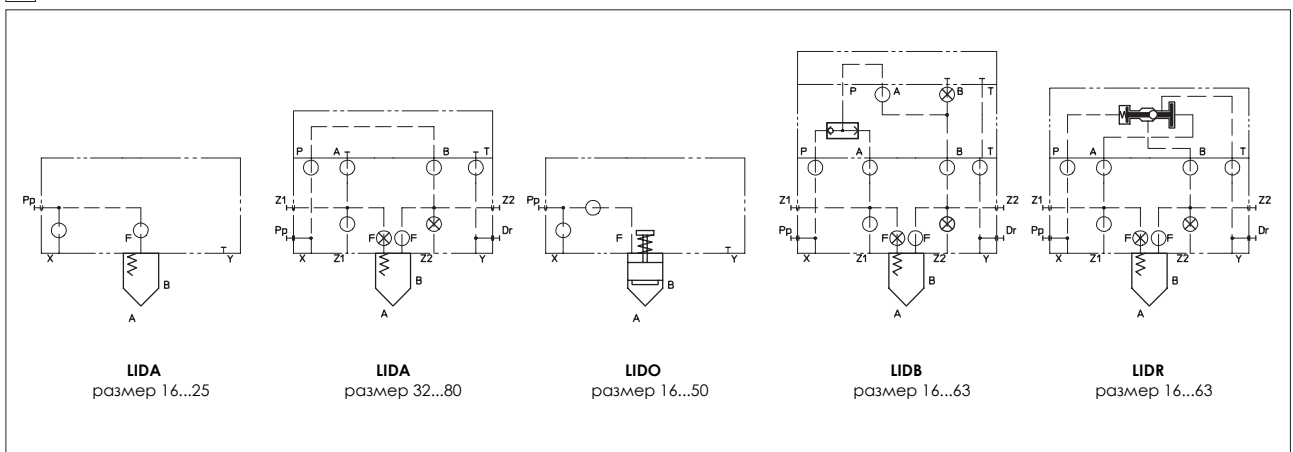 P A B T
P A B T
P A B T
P A B T
Pp Z1 Z2 Pp Z1 Z2 Z1 Z2
F Pp F F Dr F Pp F F Dr Pp F F Dr
X T Y X Z1 Z2 Y X T Y X Z1 Z2 Y X Z1 Z2 Y
B B B B B
A A A A A
LIDA LIDA LIDO LIDB LIDR
размер 16...25 размер 32...80 размер 16...50 размер 16...63 размер 16...63